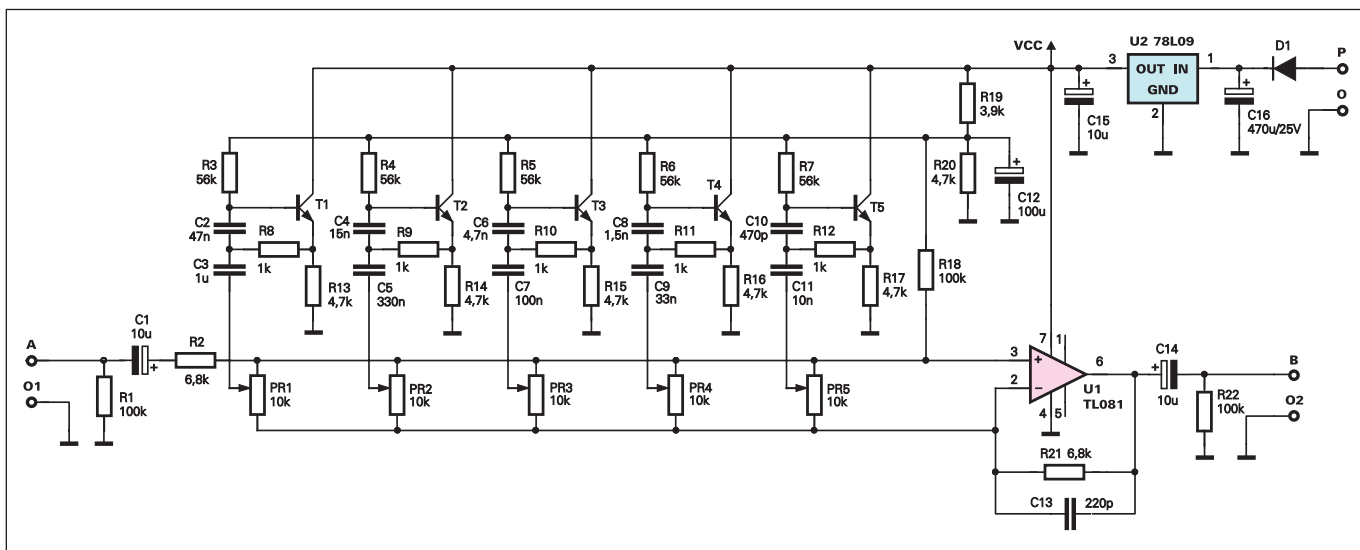 VCC
U2 78L09
D1
P
3
OUT IN
1
GND
2
O
R19
3,9k
C15
10u
C16
470u/25V
R3
56k
R4
56k
R5
56k
R6
56k
R7
56k
R20
4,7k
C12
100u
T1
T2
T3
T4
T5
C2
47n
C4
15n
C6
4,7n
C8
1,5n
C10
470p
R8
1k
R9
1k
R10
1k
R11
1k
R12
1k
C3
1u
C5
330n
C7
100n
C9
33n
C11
10n
R13
4,7k
R14
4,7k
R15
4,7k
R16
4,7k
R17
4,7k
R18
100k
A
C1
10u
+
R2
6,8k
O1
R1
100k
PR1
10k
PR2
10k
PR3
10k
PR4
10k
PR5
10k
7
1
3
+
2
−
6
4
5
U1
TL081
C14
+
10u
B
R22
100k
O2
R21 6,8k
C13
220p